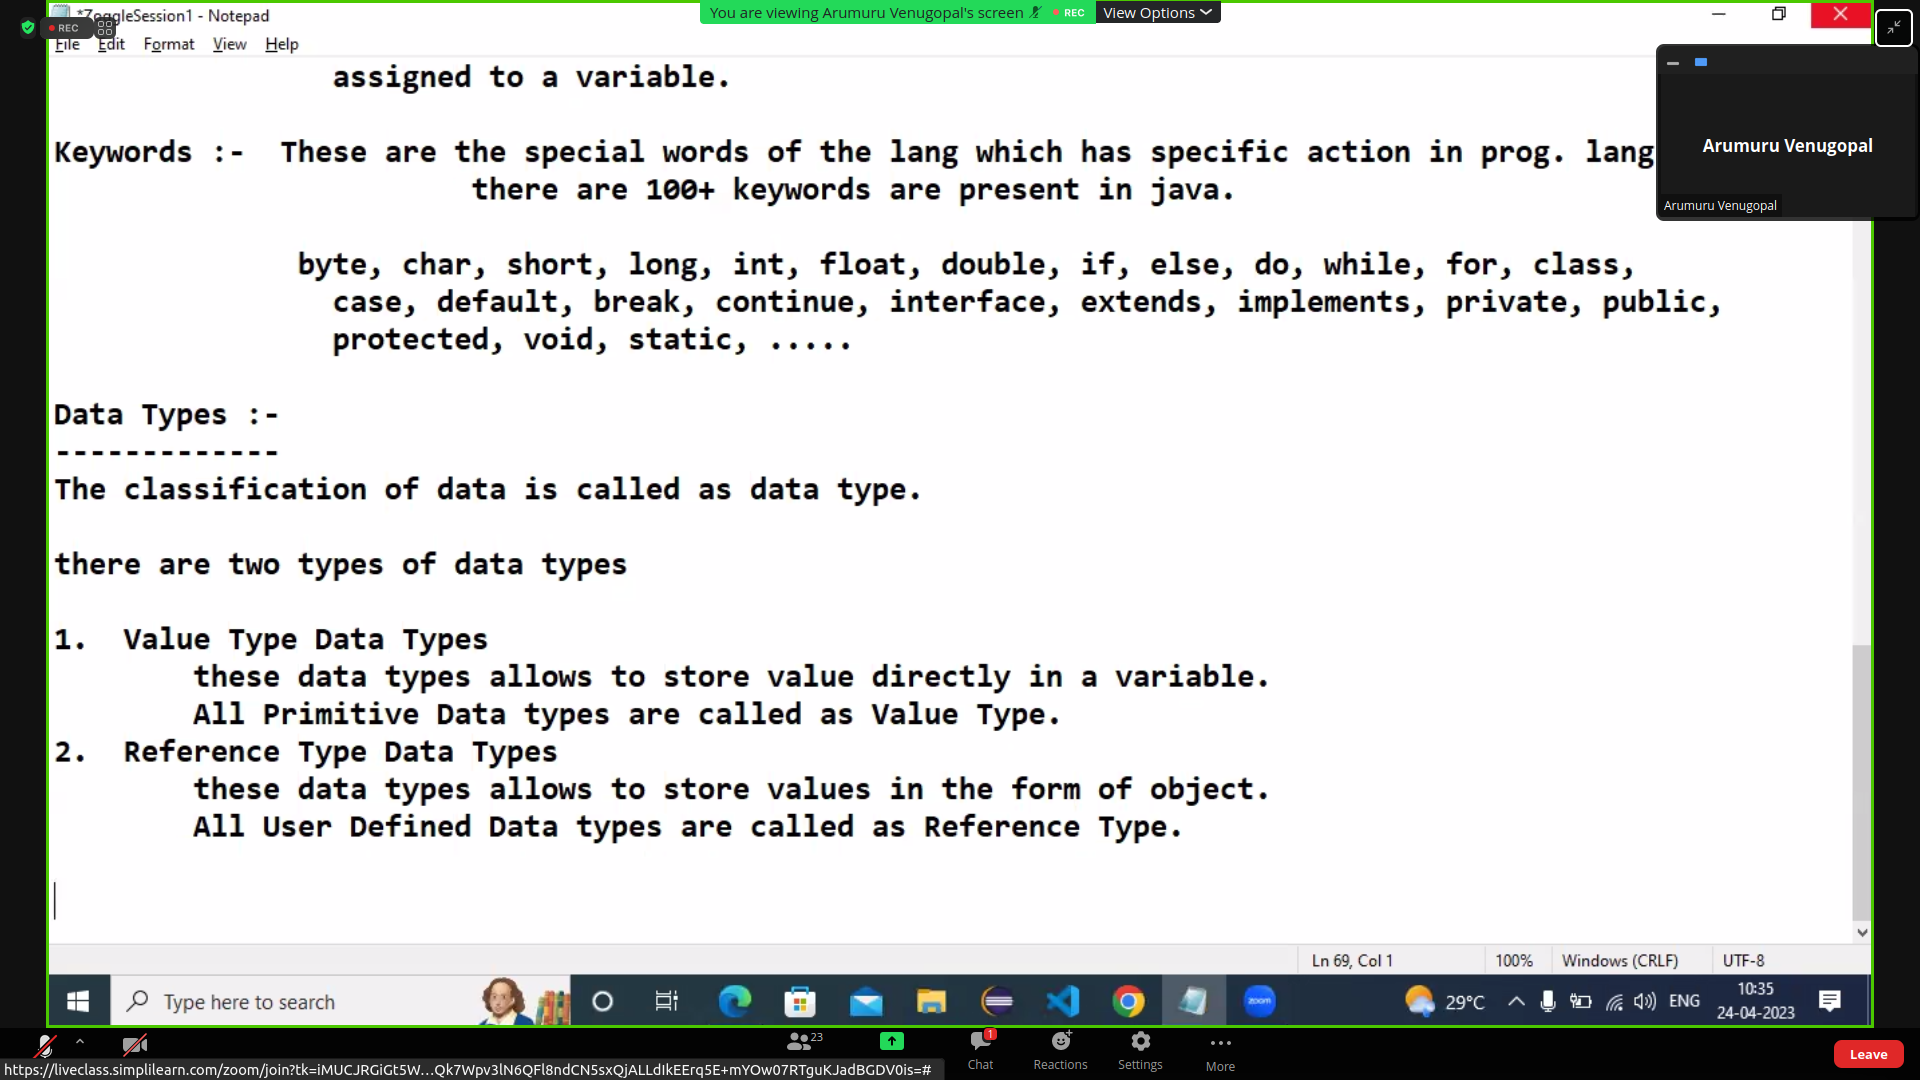 *ZoggleSession1 - Notepad
You are viewing Arumuru Venugopal's screen
REC
View Options
REC
File Edit Format View Help
assigned to a variable.
Keywords :- These are the special words of the lang which has specific action in prog. lang
there are 100+ keywords are present in java.
byte, char, short, long, int, float, double, if, else, do, while, for, class,
case, default, break, continue, interface, extends, implements, private, public,
protected, void, static, .....
Data Types :-
-------------
The classification of data is called as data type.
there are two types of data types
1. Value Type Data Types
these data types allows to store value directly in a variable.
All Primitive Data types are called as Value Type.
2. Reference Type Data Types
these data types allows to store values in the form of object.
All User Defined Data types are called as Reference Type.
Arumuru Venugopal
Arumuru Venugopal
Ln 69, Col 1
100%
Windows (CRLF)
UTF-8
Type here to search
zoom
29°C
ENG
10:35
24-04-2023
23
1
Chat
Reactions
Settings
More
Leave
https://liveclass.simplilearn.com/zoom/join?tk=iMUCJRGiGt5W...Qk7Wpv3lN6QFl8ndCN5sxQjALLdIkEErq5E+mYOw07RTguKJadBGDV0is=#